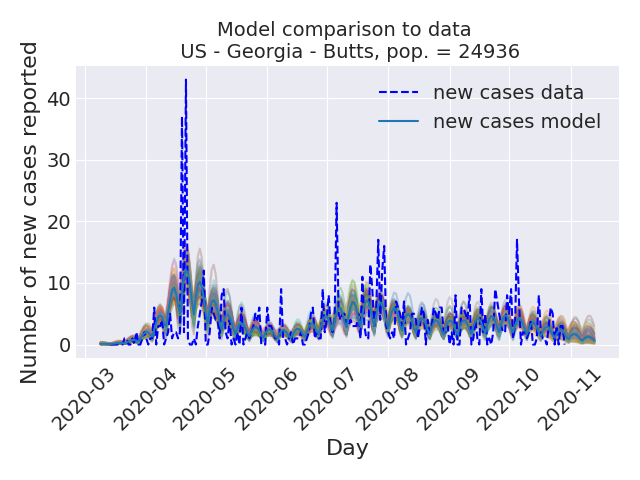 Model comparison to data
US - Georgia - Butts, pop. = 24936
Number of new cases reported
40
30
20
10
0
new cases data
new cases model
2020-03
2020-04
2020-05
2020-06
2020-07
2020-08
2020-09
2020-10
2020-11
Day